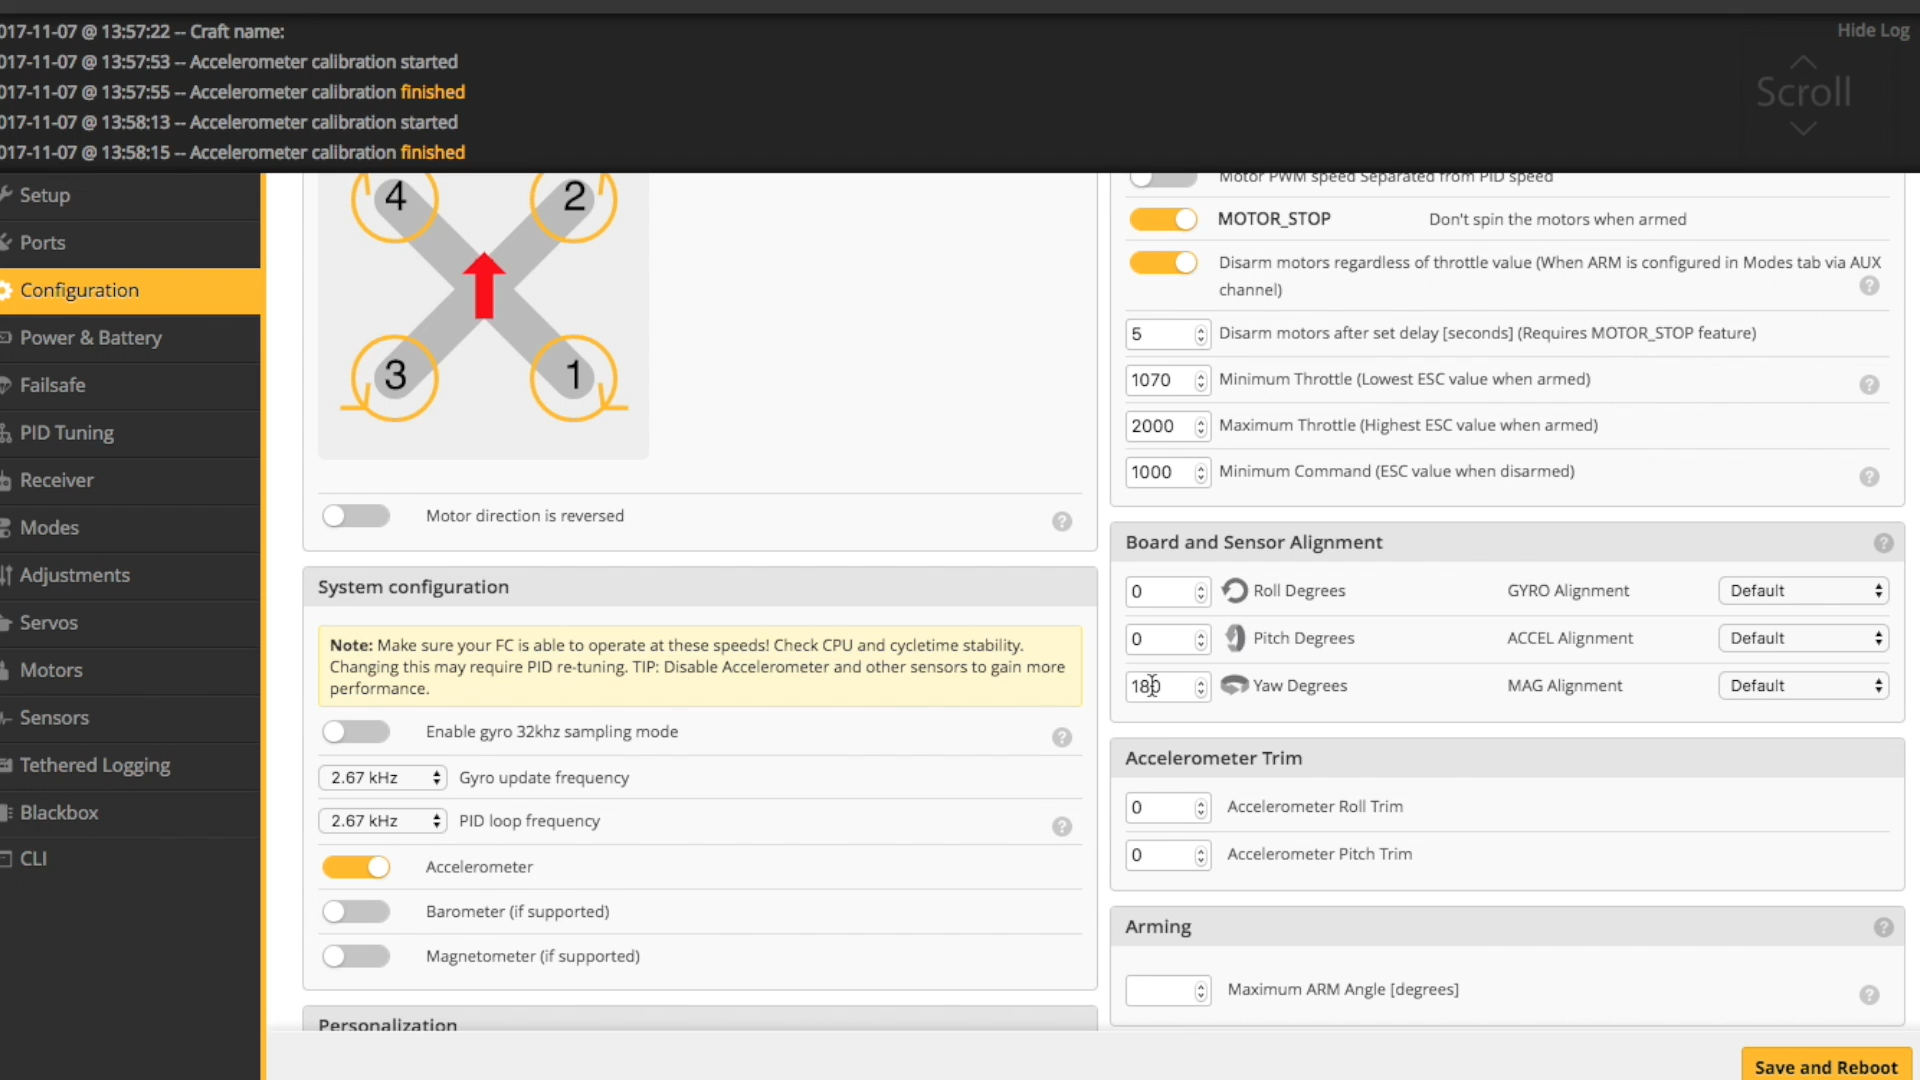 017-11-07 @ 13:57:22 -- Craft name:
Hide Log
017-11-07 @ 13:57:53 -- Accelerometer calibration started
017-11-07 @ 13:57:55 -- Accelerometer calibration finished
Scroll
017-11-07 @ 13:58:13 -- Accelerometer calibration started
017-11-07 @ 13:58:15 -- Accelerometer calibration finished
Setup
Ports
Configuration
Power & Battery
Failsafe
PID Tuning
Receiver
Modes
Adjustments
Servos
Motors
Sensors
Tethered Logging
Blackbox
CLI
4 2
3 1
Motor direction is reversed
System configuration
Note: Make sure your FC is able to operate at these speeds! Check CPU and cycletime stability.
Changing this may require PID re-tuning. TIP: Disable Accelerometer and other sensors to gain more
performance.
Enable gyro 32khz sampling mode
2.67 kHz Gyro update frequency
2.67 kHz PID loop frequency
Accelerometer
Barometer (if supported)
Magnetometer (if supported)
Personalization
Motor PWM speed Separated from PID speed
MOTOR_STOP Don't spin the motors when armed
Disarm motors regardless of throttle value (When ARM is configured in Modes tab via AUX
channel)
5 Disarm motors after set delay [seconds] (Requires MOTOR_STOP feature)
1070 Minimum Throttle (Lowest ESC value when armed)
2000 Maximum Throttle (Highest ESC value when armed)
1000 Minimum Command (ESC value when disarmed)
Board and Sensor Alignment
0 Roll Degrees GYRO Alignment Default
0 Pitch Degrees ACCEL Alignment Default
180 Yaw Degrees MAG Alignment Default
Accelerometer Trim
0 Accelerometer Roll Trim
0 Accelerometer Pitch Trim
Arming
Maximum ARM Angle [degrees]
Save and Reboot